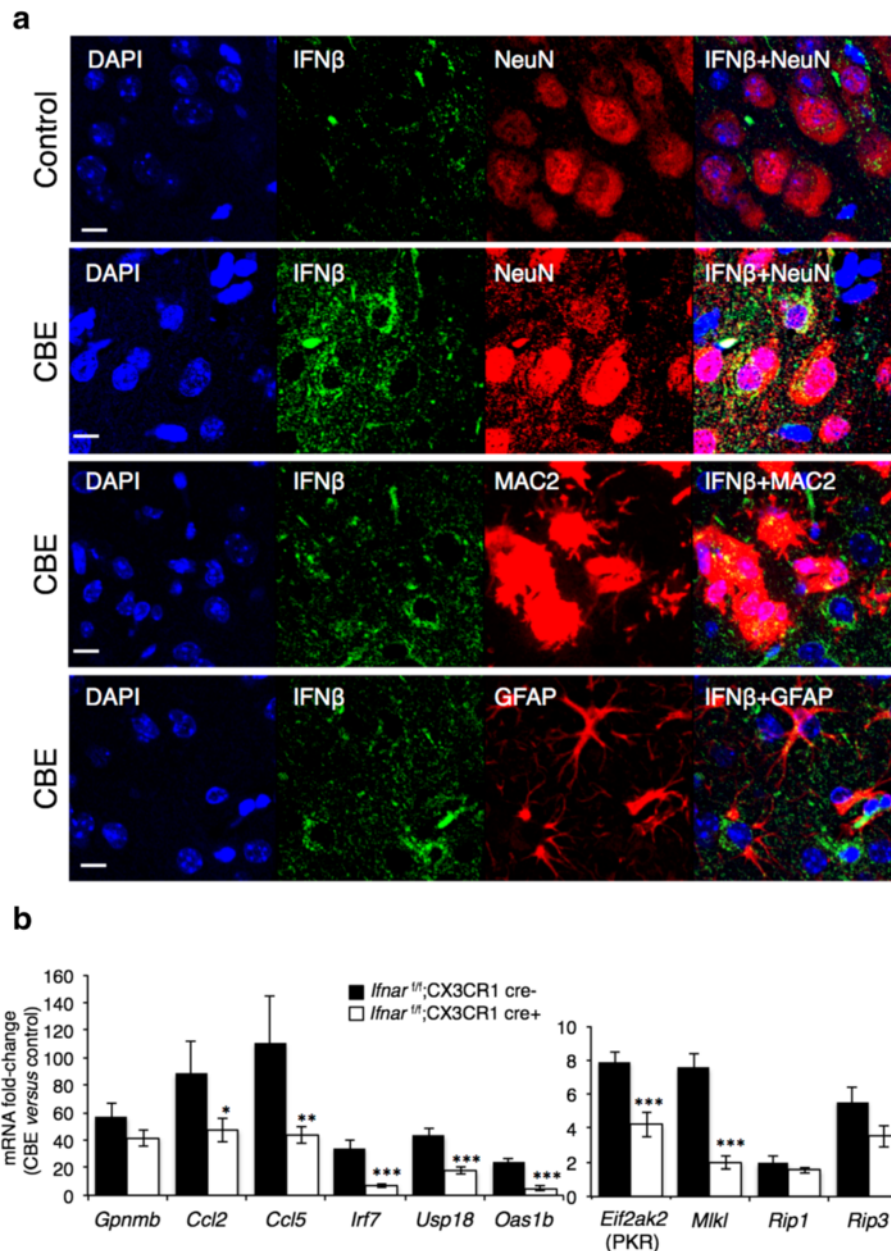 a
Control
DAPI IFNβ NeuN IFNβ+NeuN
CBE
DAPI IFNβ NeuN IFNβ+NeuN
CBE
DAPI IFNβ MAC2 IFNβ+MAC2
CBE
DAPI IFNβ GFAP IFNβ+GFAP
b
mRNA fold-change
(CBE versus control)
160
140
120
100
80
60
40
20
0
Ifnar f/f;CX3CR1 cre-
Ifnar f/f;CX3CR1 cre+
* ** *** *** ***
Gpnmb Ccl2 Ccl5 Irf7 Usp18 Oas1b
10
8
6
4
2
0
*** ***
Eif2ak2 Mlkl Rip1 Rip3
(PKR)